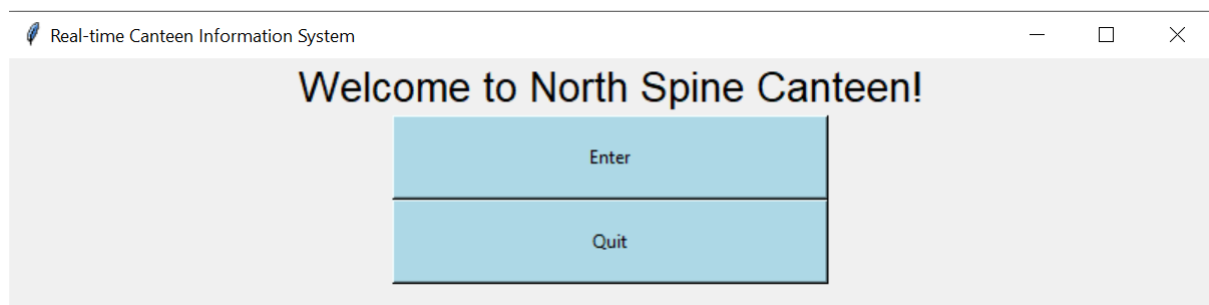 Real-time Canteen Information System
Welcome to North Spine Canteen!
Enter
Quit